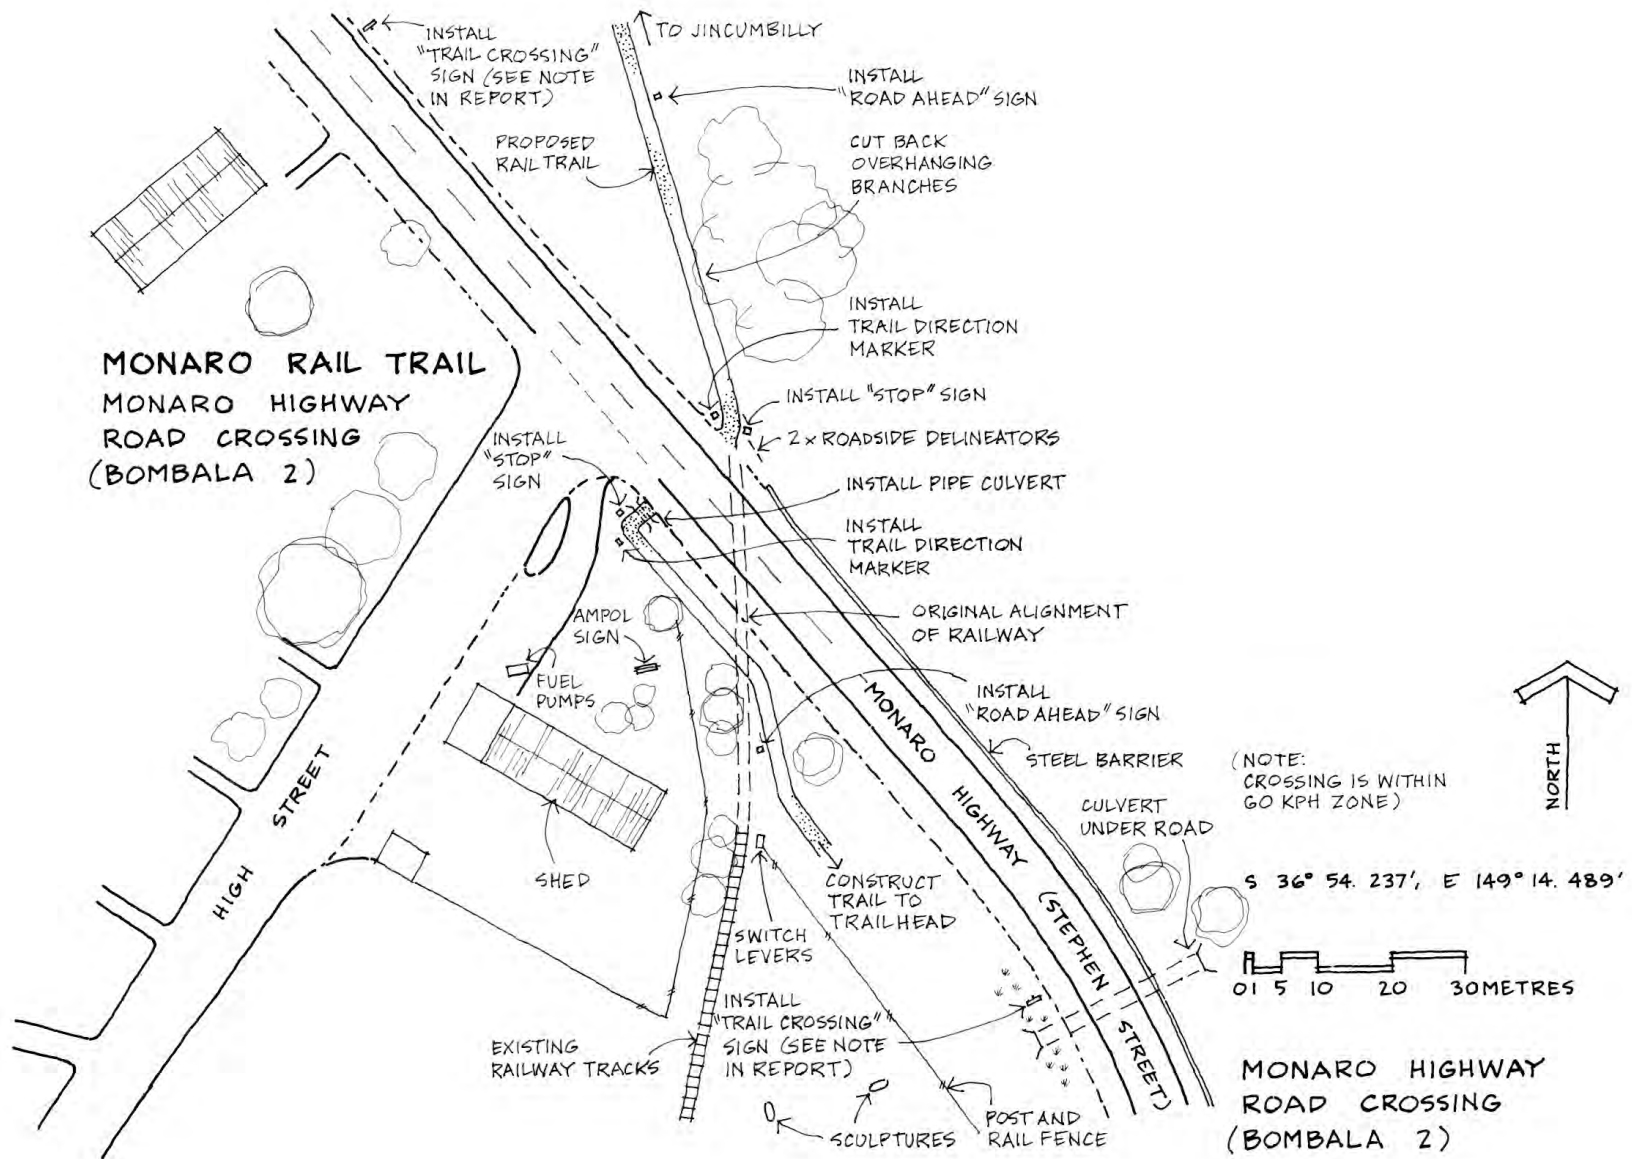 INSTALL
"TRAIL CROSSING"
SIGN (SEE NOTE
IN REPORT)
TO JINCUMBILLY
INSTALL
"ROAD AHEAD" SIGN
PROPOSED
RAIL TRAIL
CUT BACK
OVERHANGING
BRANCHES
INSTALL
TRAIL DIRECTION
MARKER
MONARO RAIL TRAIL
MONARO HIGHWAY
ROAD CROSSING
(BOMBALA 2)
INSTALL "STOP" SIGN
2 x ROADSIDE DELINEATORS
INSTALL
"STOP"
SIGN
INSTALL PIPE CULVERT
INSTALL
TRAIL DIRECTION
MARKER
ORIGINAL ALIGNMENT
OF RAILWAY
AMPOL
SIGN
FUEL
PUMPS
INSTALL
"ROAD AHEAD" SIGN
STEEL BARRIER
(NOTE:
CROSSING IS WITHIN
60 KPH ZONE)
NORTH
CULVERT
UNDER ROAD
MONARO HIGHWAY (STEPHEN STREET)
HIGH STREET
SHED
S 36° 54. 237', E 149° 14. 489'
CONSTRUCT
TRAIL TO
TRAILHEAD
SWITCH
LEVERS
0 1 5 10 20 30 METRES
INSTALL
"TRAIL CROSSING"
SIGN (SEE NOTE
IN REPORT)
EXISTING
RAILWAY TRACKS
SCULPTURES
POST AND
RAIL FENCE
MONARO HIGHWAY
ROAD CROSSING
(BOMBALA 2)